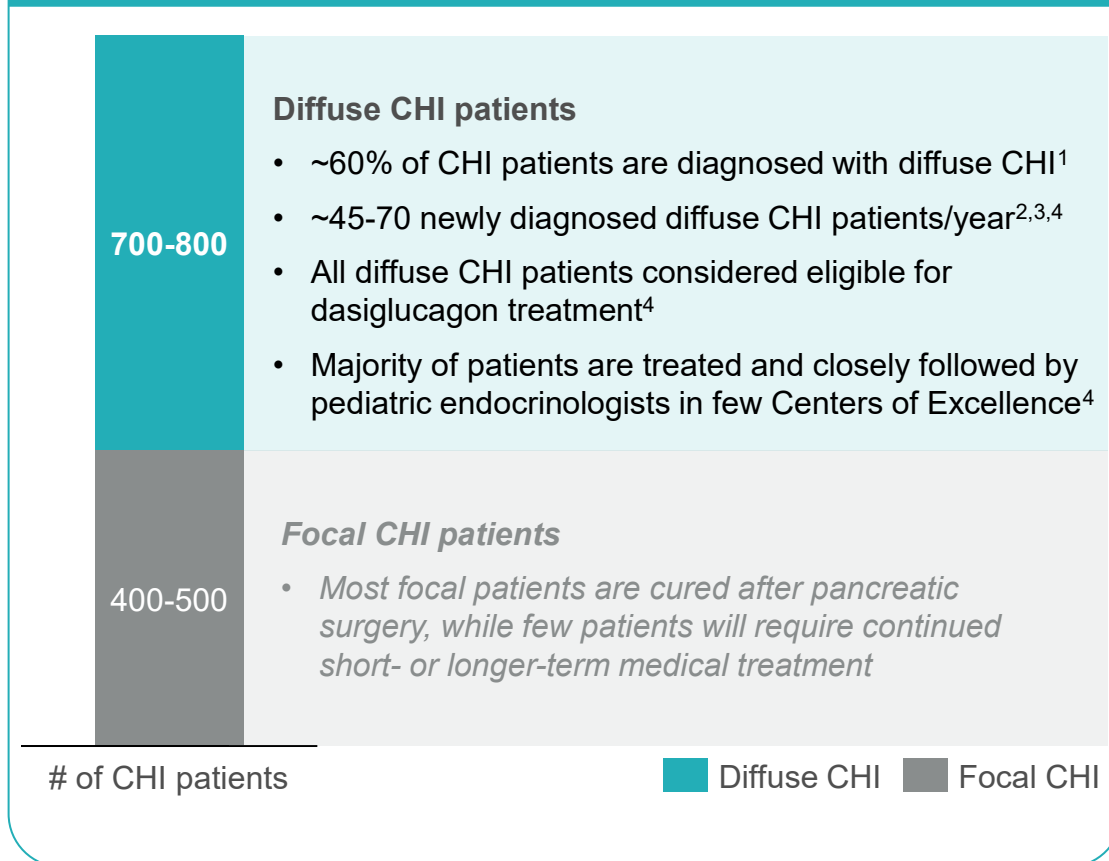 Diffuse CHI patients
• ~60% of CHI patients are diagnosed with diffuse CHI¹
• ~45-70 newly diagnosed diffuse CHI patients/year²,³,⁴
700-800
• All diffuse CHI patients considered eligible for
dasiglucagon treatment⁴
• Majority of patients are treated and closely followed by
pediatric endocrinologists in few Centers of Excellence⁴
Focal CHI patients
400-500
• Most focal patients are cured after pancreatic
surgery, while few patients will require continued
short- or longer-term medical treatment
# of CHI patients
Diffuse CHI
Focal CHI